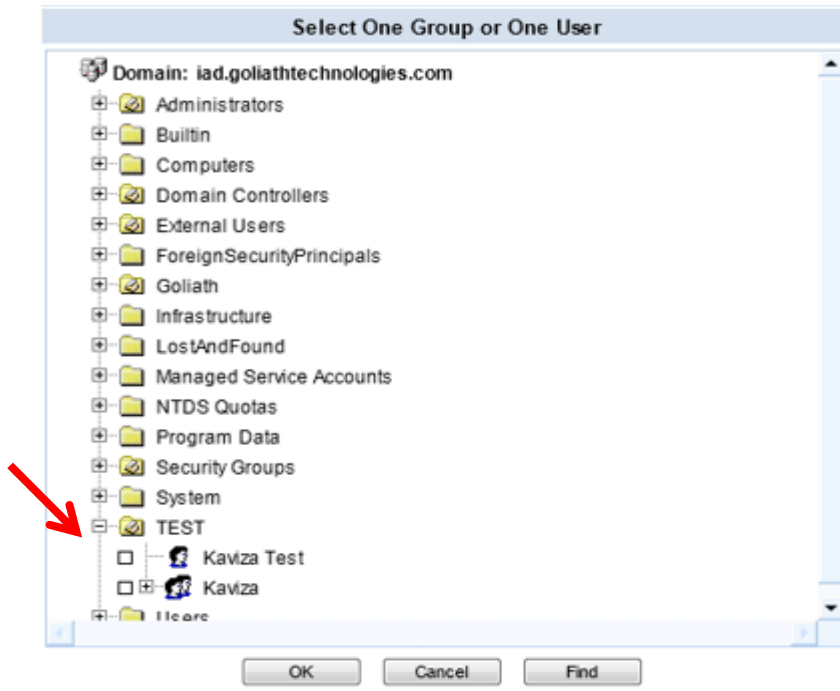 Select One Group or One User
Domain: iad.goliathtechnologies.com
Administrators
Builtin
Computers
Domain Controllers
External Users
ForeignSecurityPrincipals
Goliath
Infrastructure
LostAndFound
Managed Service Accounts
NTDS Quotas
Program Data
Security Groups
System
TEST
Kaviza Test
Kaviza
Users
OK Cancel Find